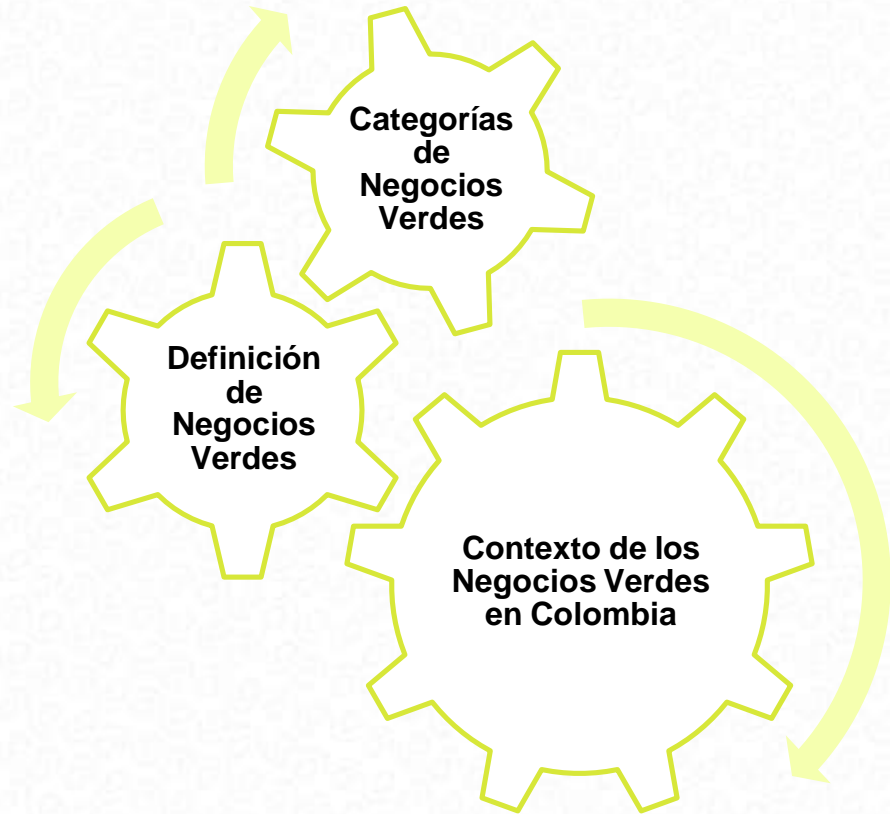 Categorías
de
Negocios
Verdes
Definición
de
Negocios
Verdes
Contexto de los
Negocios Verdes
en Colombia